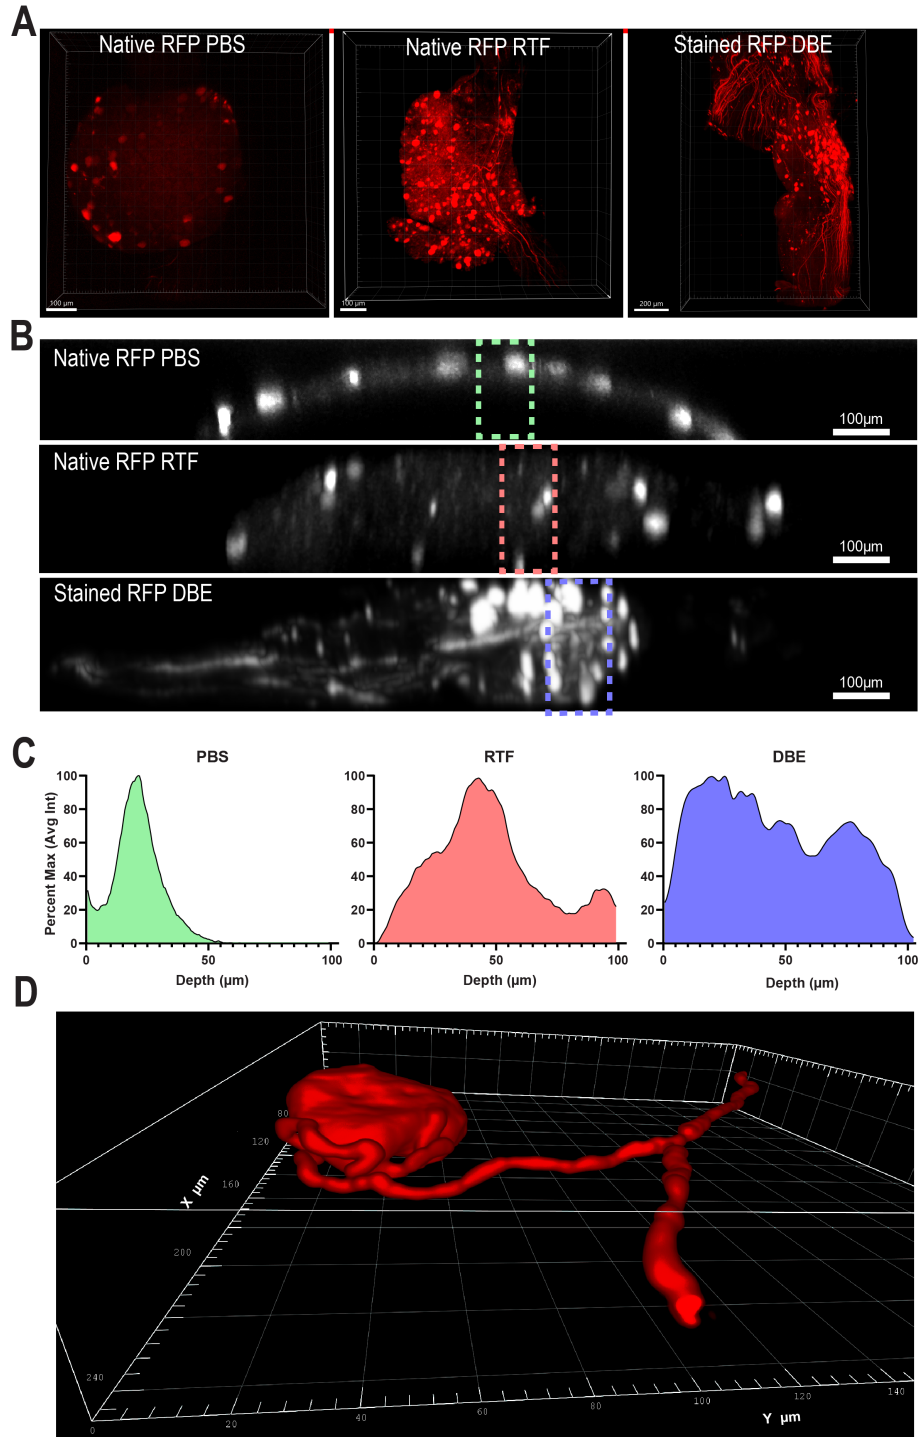 A
Native RFP PBS
Native RFP RTF
Stained RFP DBE
100 µm
100 µm
200 µm
B
Native RFP PBS
100µm
Native RFP RTF
100µm
Stained RFP DBE
100µm
C
PBS
RTF
DBE
Percent Max (Avg Int)
100
80
60
40
20
0
0
50
100
Depth (µm)
100
80
60
40
20
0
0
50
100
Depth (µm)
100
80
60
40
20
0
0
50
100
Depth (µm)
D
80
120
160
200
240
X µm
0
20
40
60
80
100
120
140
Y µm